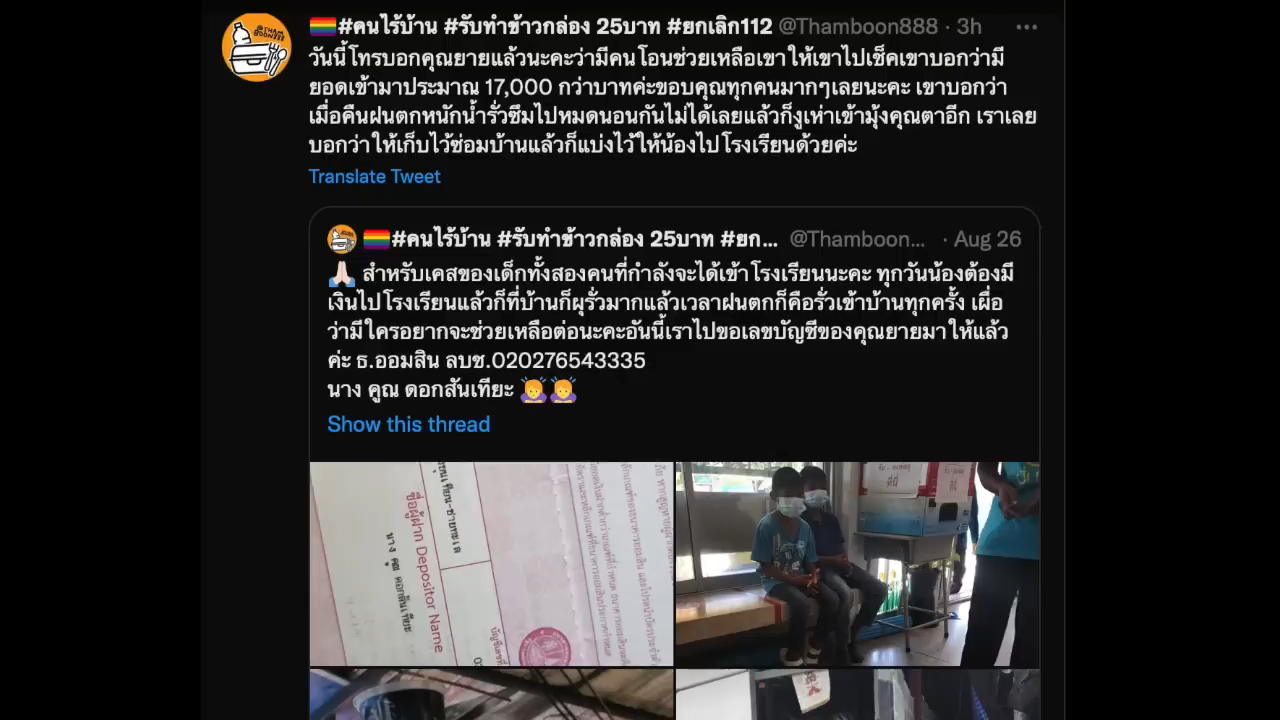 #คนไร้บ้าน #รับทำข้าวกล่อง 25บาท #ยกเลิก112 @Thamboon888 · 3h
วันนี้โทรบอกคุณยายแล้วนะคะว่ามีคนโอนช่วยเหลือเขาให้เขาไปเช็คเขาบอกว่ามี
ยอดเข้ามาประมาณ 17,000 กว่าบาทค่ะขอบคุณทุกคนมากๆเลยนะคะ เขาบอกว่า
เมื่อคืนฝนตกหนักน้ำรั่วซึมไปหมดนอนกันไม่ได้เลยแล้วก็งูเห่าเข้ามุ้งคุณตาอีก เราเลย
บอกว่าให้เก็บไว้ซ่อมบ้านแล้วก็แบ่งไว้ให้น้องไปโรงเรียนด้วยค่ะ
Translate Tweet
#คนไร้บ้าน #รับทำข้าวกล่อง 25บาท #ยก... @Thamboon... · Aug 26
สำหรับเคสของเด็กทั้งสองคนที่กำลังจะได้เข้าโรงเรียนนะคะ ทุกวันน้องต้องมี
เงินไปโรงเรียนแล้วก็ที่บ้านก็ผุรั่วมากแล้วเวลาฝนตกก็คือรั่วเข้าบ้านทุกครั้ง เผื่อ
ว่ามีใครอยากจะช่วยเหลือต่อนะคะอันนี้เราไปขอเลขบัญชีของคุณยายมาให้แล้ว
ค่ะ ธ.ออมสิน ลบช.020276543335
นาง คูณ ดอกสันเทียะ
Show this thread
ชื่อผู้ฝาก Depositor Name
นาง คูณ ดอกสันเทียะ